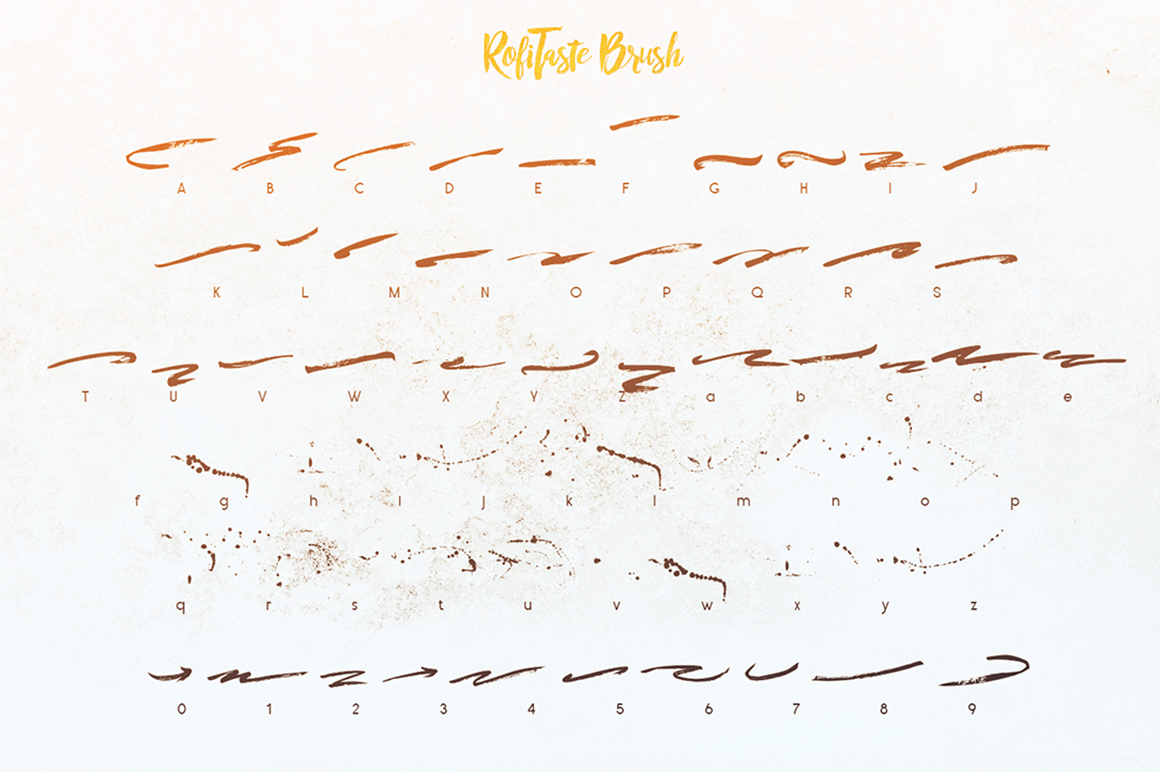 RofiTaste Brush
A B C D E F G H I J
K L M N O P Q R S
T U V W X Y Z a b c d e
f g h I j k l m n o p
q r s t u v w x y z
0 1 2 3 4 5 6 7 8 9